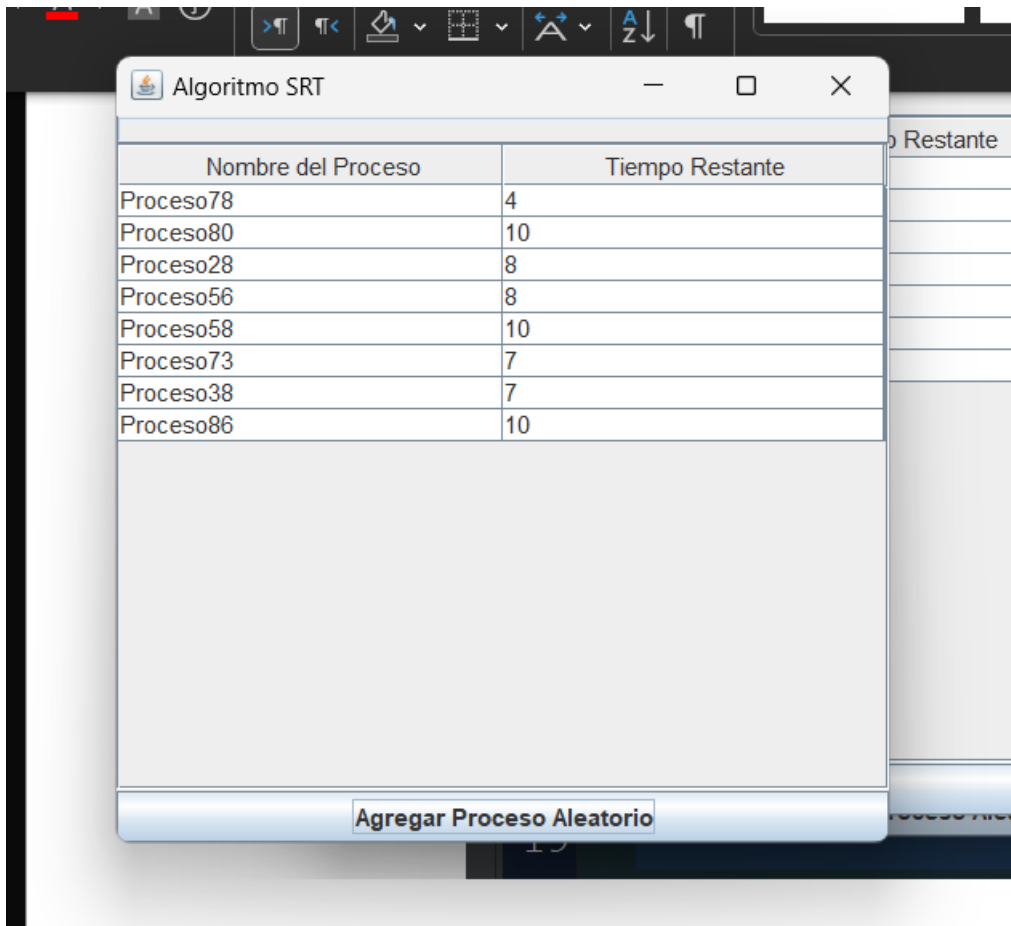 Algoritmo SRT
Restante
Nombre del Proceso Tiempo Restante
Proceso78 4
Proceso80 10
Proceso28 8
Proceso56 8
Proceso58 10
Proceso73 7
Proceso38 7
Proceso86 10
Agregar Proceso Aleatorio